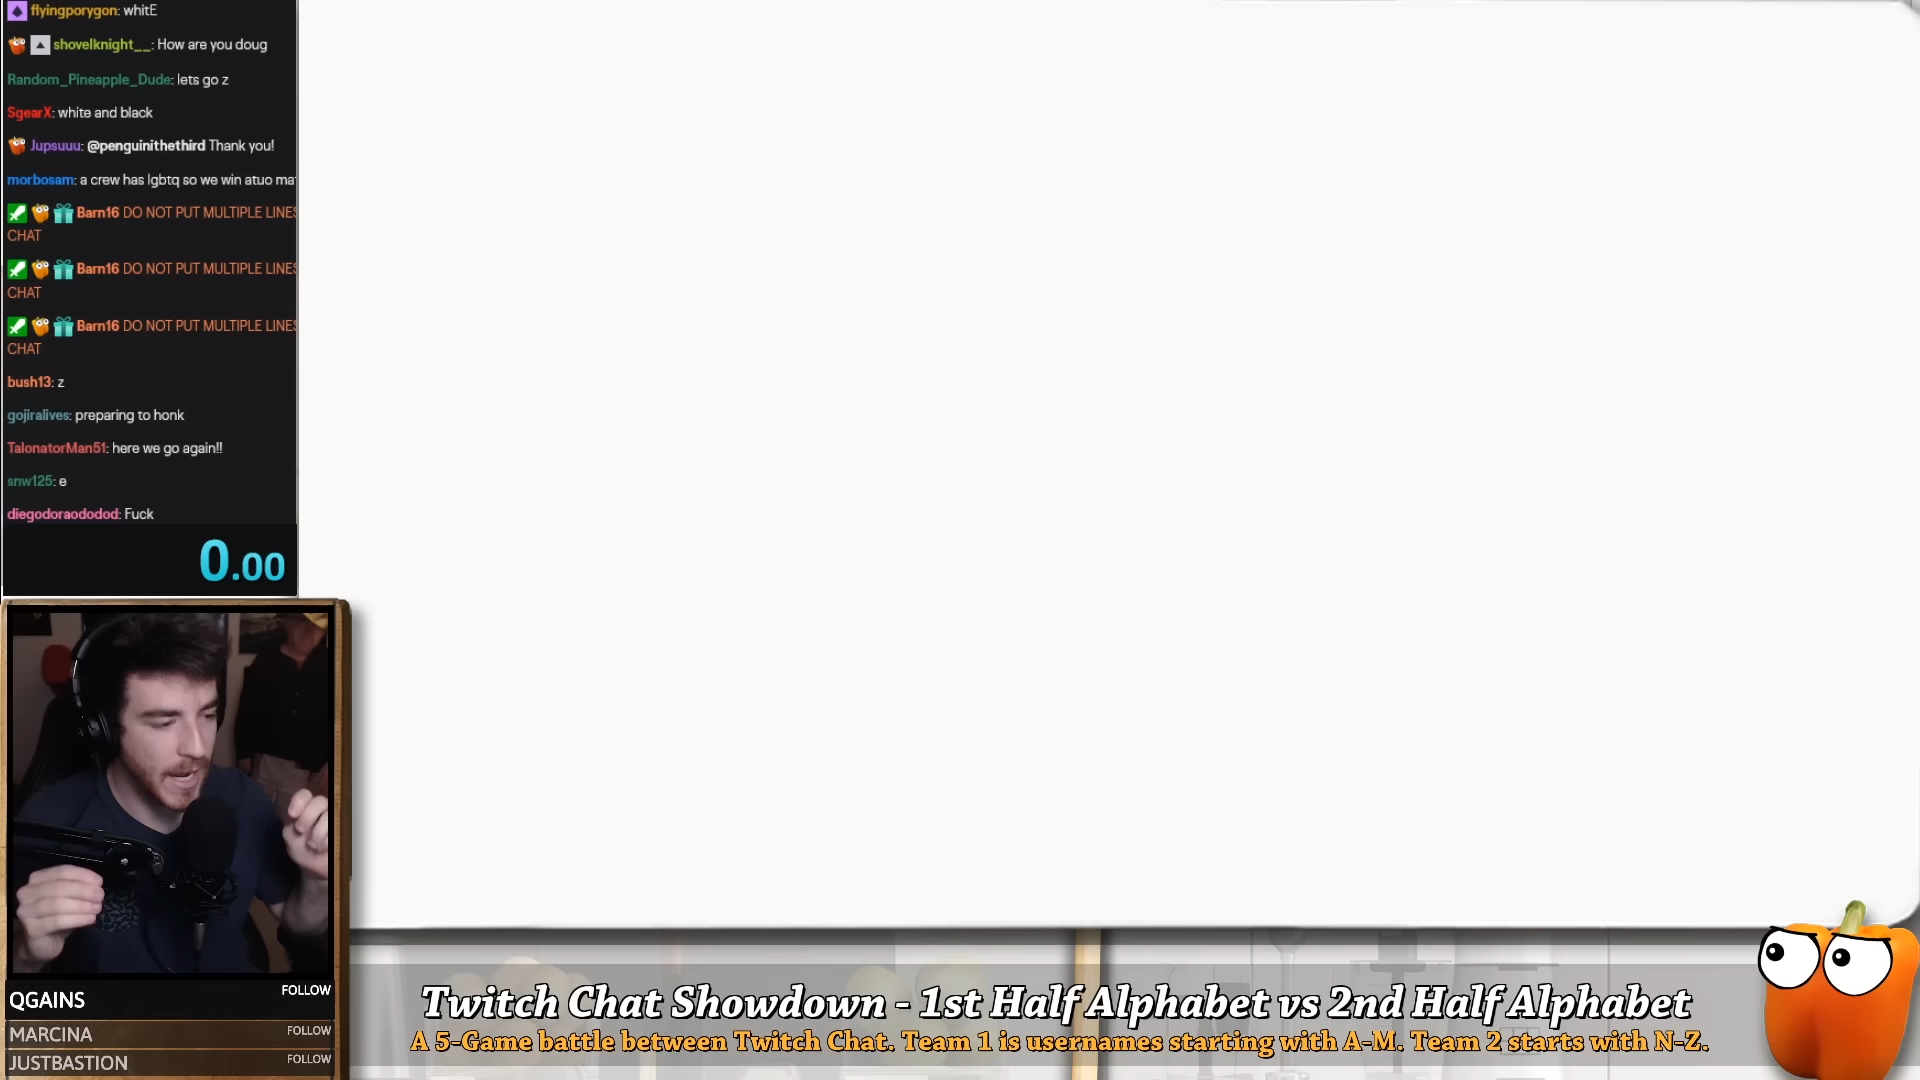 flyingporygon: whitE
shovelknight__: How are you doug
Random_Pineapple_Dude: lets go z
SgearX: white and black
Jupsuuu: @penguinithethird Thank you!
morbosam: a crew has lgbtq so we win atuo ma
Barn16 DO NOT PUT MULTIPLE LINES
CHAT
Barn16 DO NOT PUT MULTIPLE LINES
CHAT
Barn16 DO NOT PUT MULTIPLE LINES
CHAT
bush13: z
gojiralives: preparing to honk
TalonatorMan51: here we go again!!
snw125: e
diegodoraododod: Fuck
0.00
QGAINS FOLLOW
MARCINA FOLLOW
JUSTBASTION FOLLOW
Twitch Chat Showdown - 1st Half Alphabet vs 2nd Half Alphabet
A 5-Game battle between Twitch Chat. Team 1 is usernames starting with A-M. Team 2 starts with N-Z.